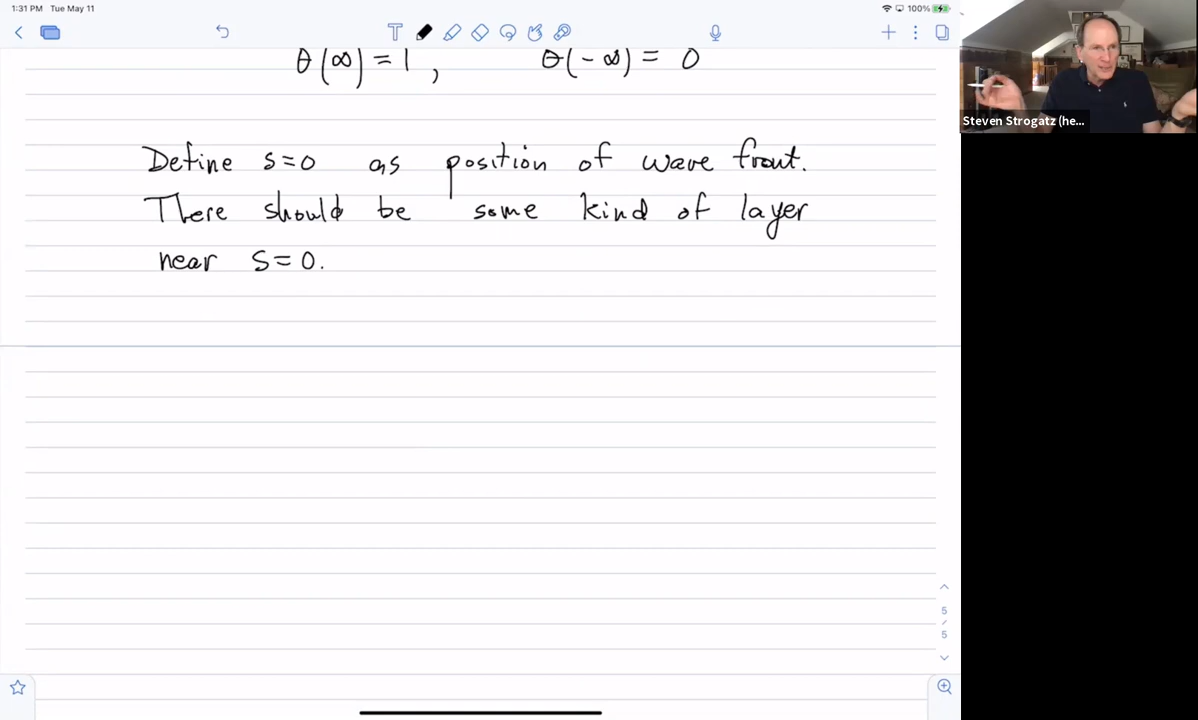 1:31 PM Tue May 11
100%
θ(∞) = 1, θ(-∞) = 0
Define s=0 as position of wave front.
There should be some kind of layer
near s=0.
Steven Strogatz (he...
5
/
5